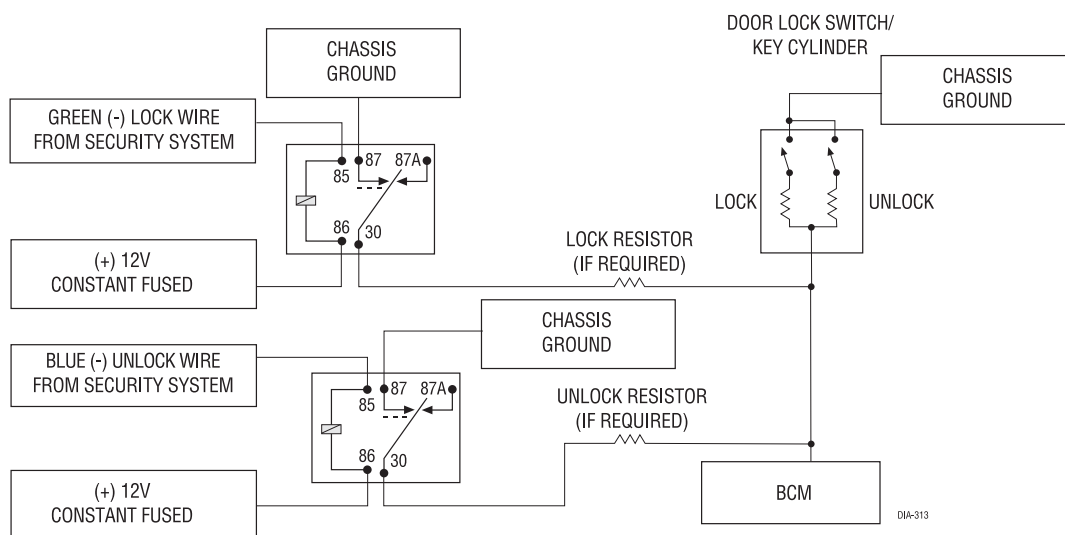 DOOR LOCK SWITCH/
KEY CYLINDER
CHASSIS
GROUND
CHASSIS
GROUND
GREEN (-) LOCK WIRE
FROM SECURITY SYSTEM
85
87
87A
86
30
(+) 12V
CONSTANT FUSED
LOCK
UNLOCK
LOCK RESISTOR
(IF REQUIRED)
CHASSIS
GROUND
BLUE (-) UNLOCK WIRE
FROM SECURITY SYSTEM
85
87
87A
86
30
UNLOCK RESISTOR
(IF REQUIRED)
(+) 12V
CONSTANT FUSED
BCM
DIA-313